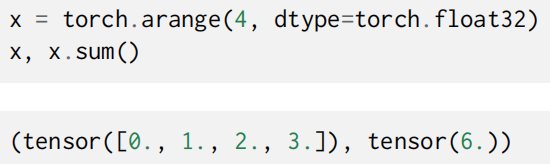 x = torch.arange(4, dtype=torch.float32)
x, x.sum()
(tensor([0., 1., 2., 3.]), tensor(6.))